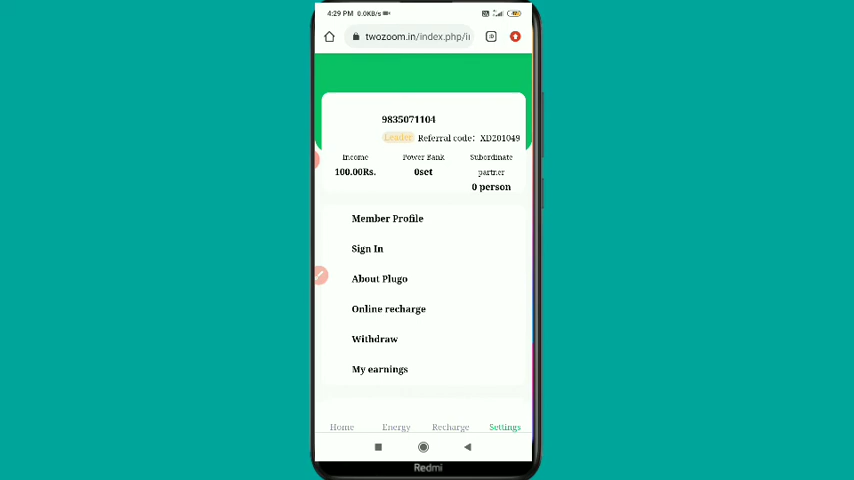 4:29 PM 0.0KB/s
twozoom.in/index.php/i
9835071104
Leader Referral code: XD201049
Income Power Bank Subordinate partner
100.00Rs. 0set 0 person
Member Profile
Sign In
About Plugo
Online recharge
Withdraw
My earnings
Home Energy Recharge Settings
Redmi